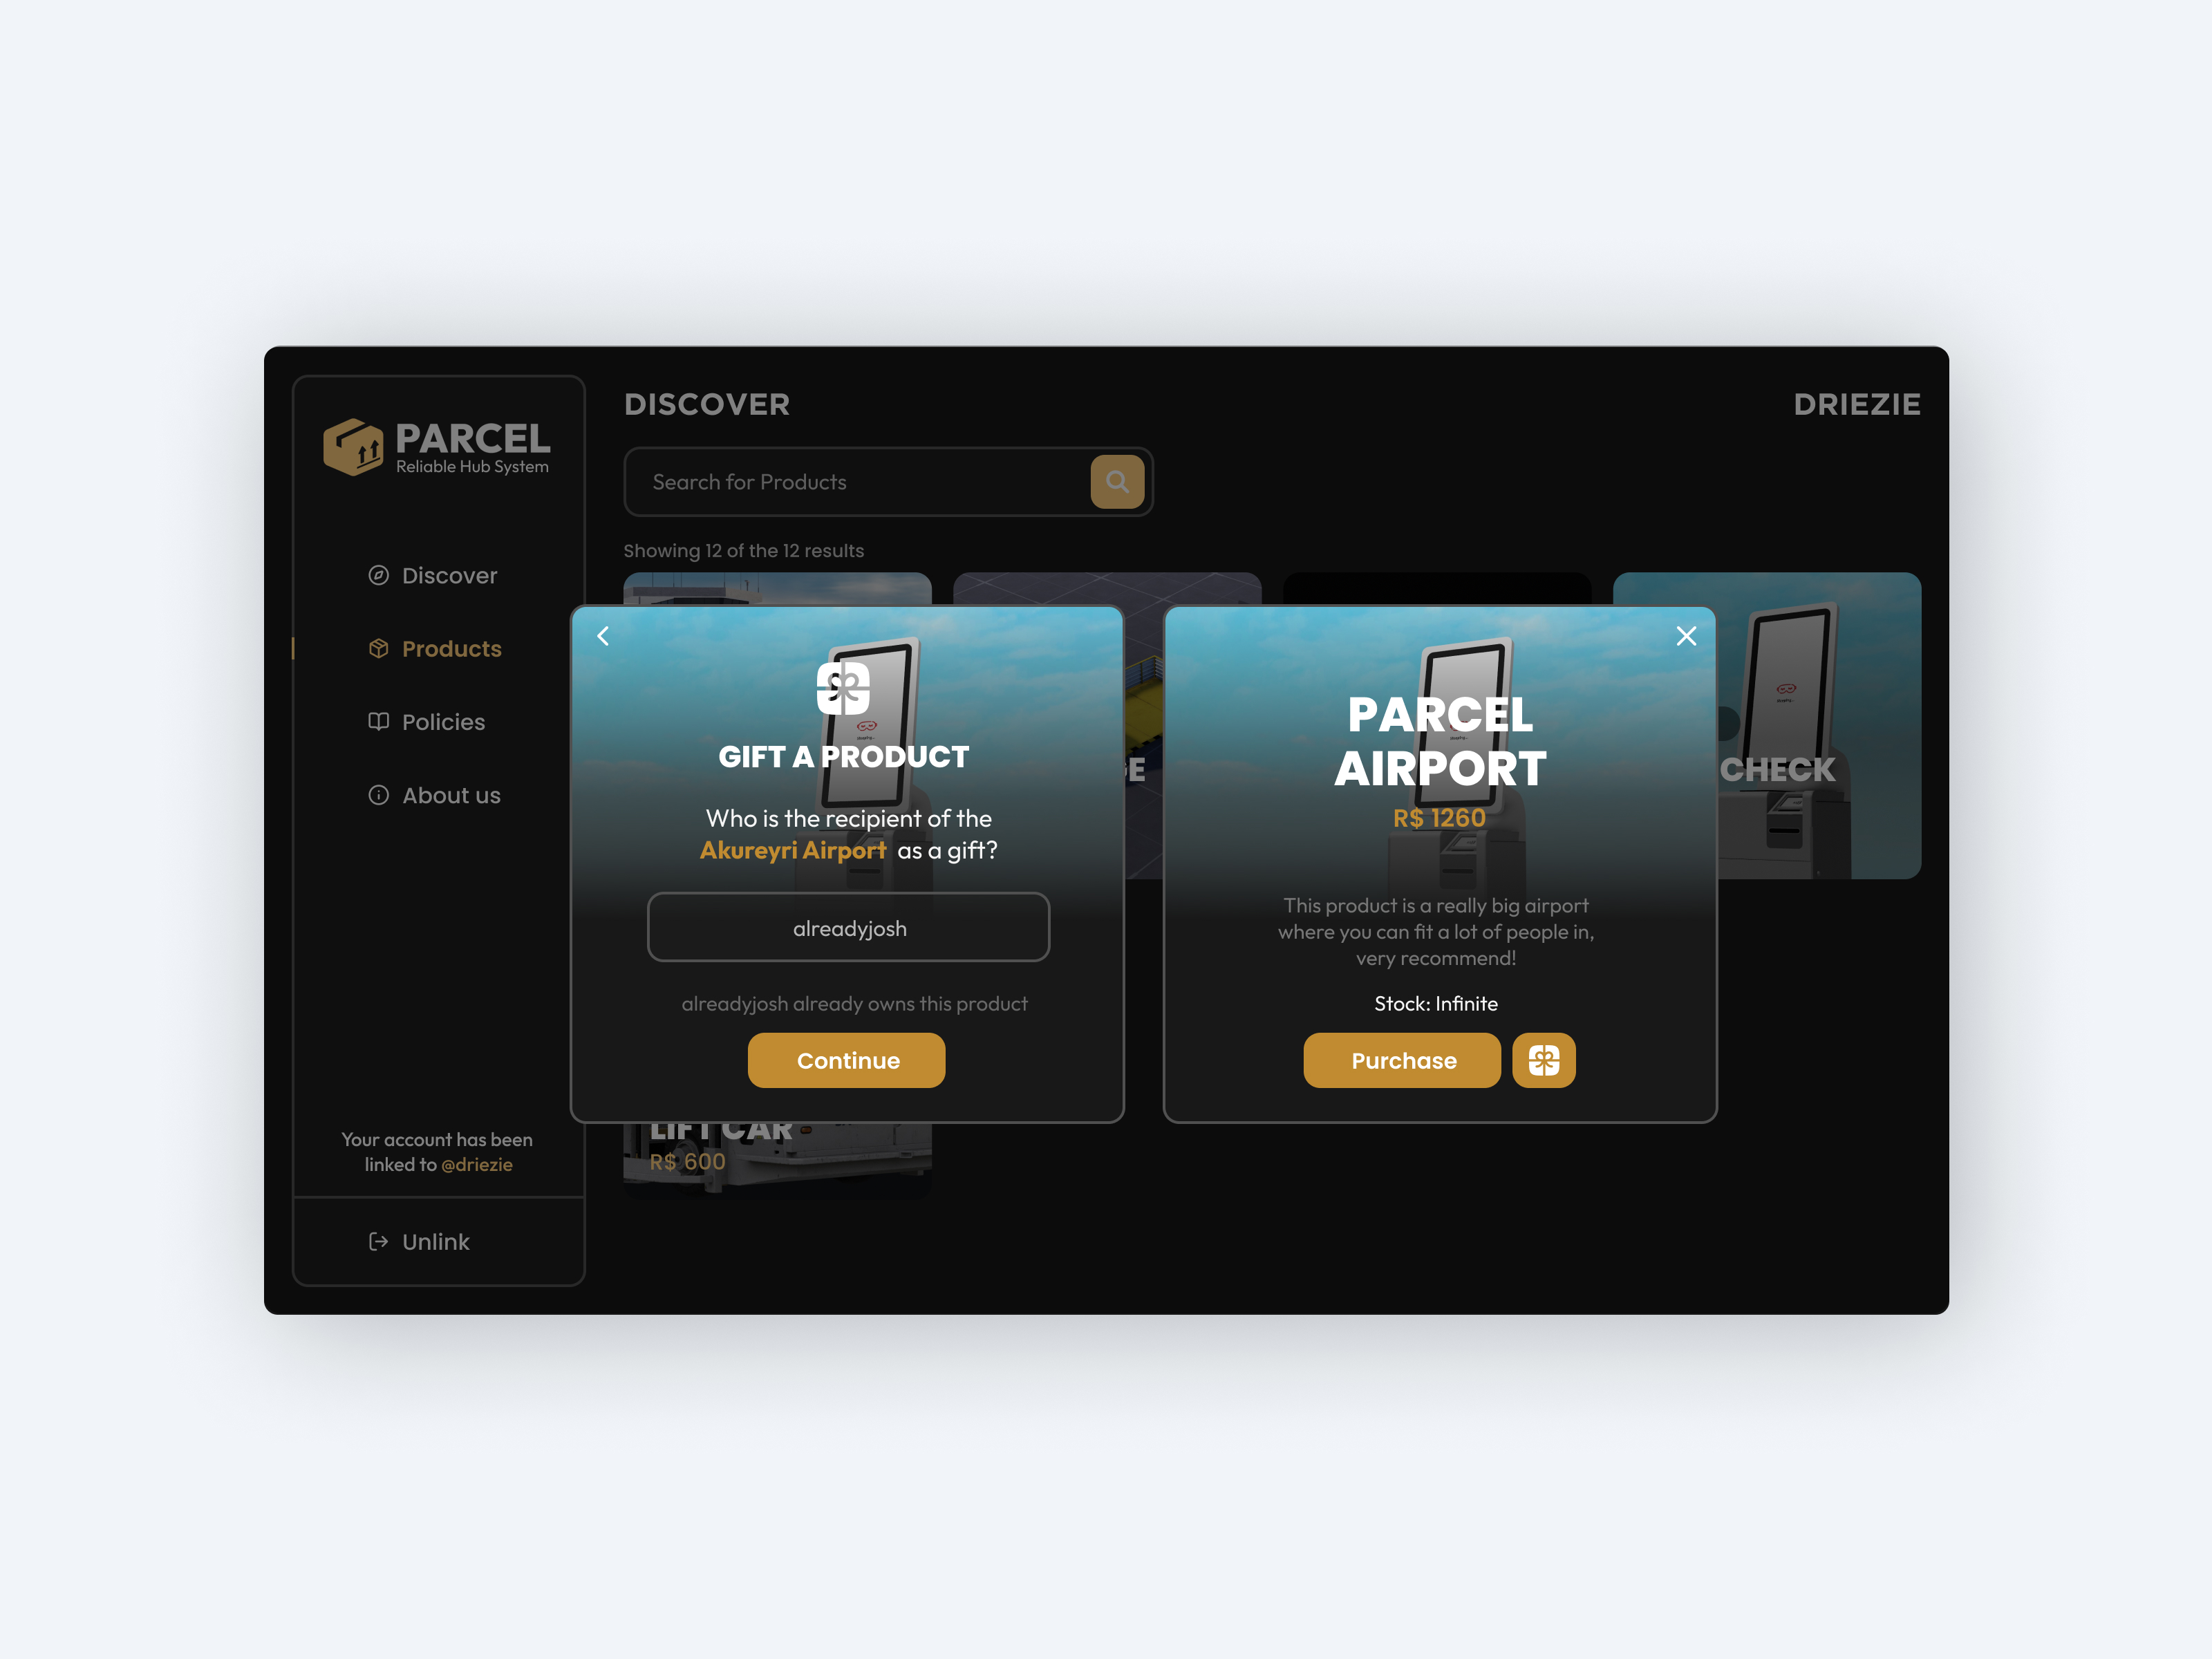 PARCEL
Reliable Hub System
Discover
Products
Policies
About us
Your account has been
linked to @driezie
Unlink
DISCOVER
DRIEZIE
Search for Products
Showing 12 of the 12 results
GIFT A PRODUCT
Who is the recipient of the
Akureyri Airport as a gift?
alreadyjosh
alreadyjosh already owns this product
Continue
PARCEL
AIRPORT
R$ 1260
This product is a really big airport
where you can fit a lot of people in,
very recommend!
Stock: Infinite
Purchase
CHECK
LIFT CAR
R$ 600